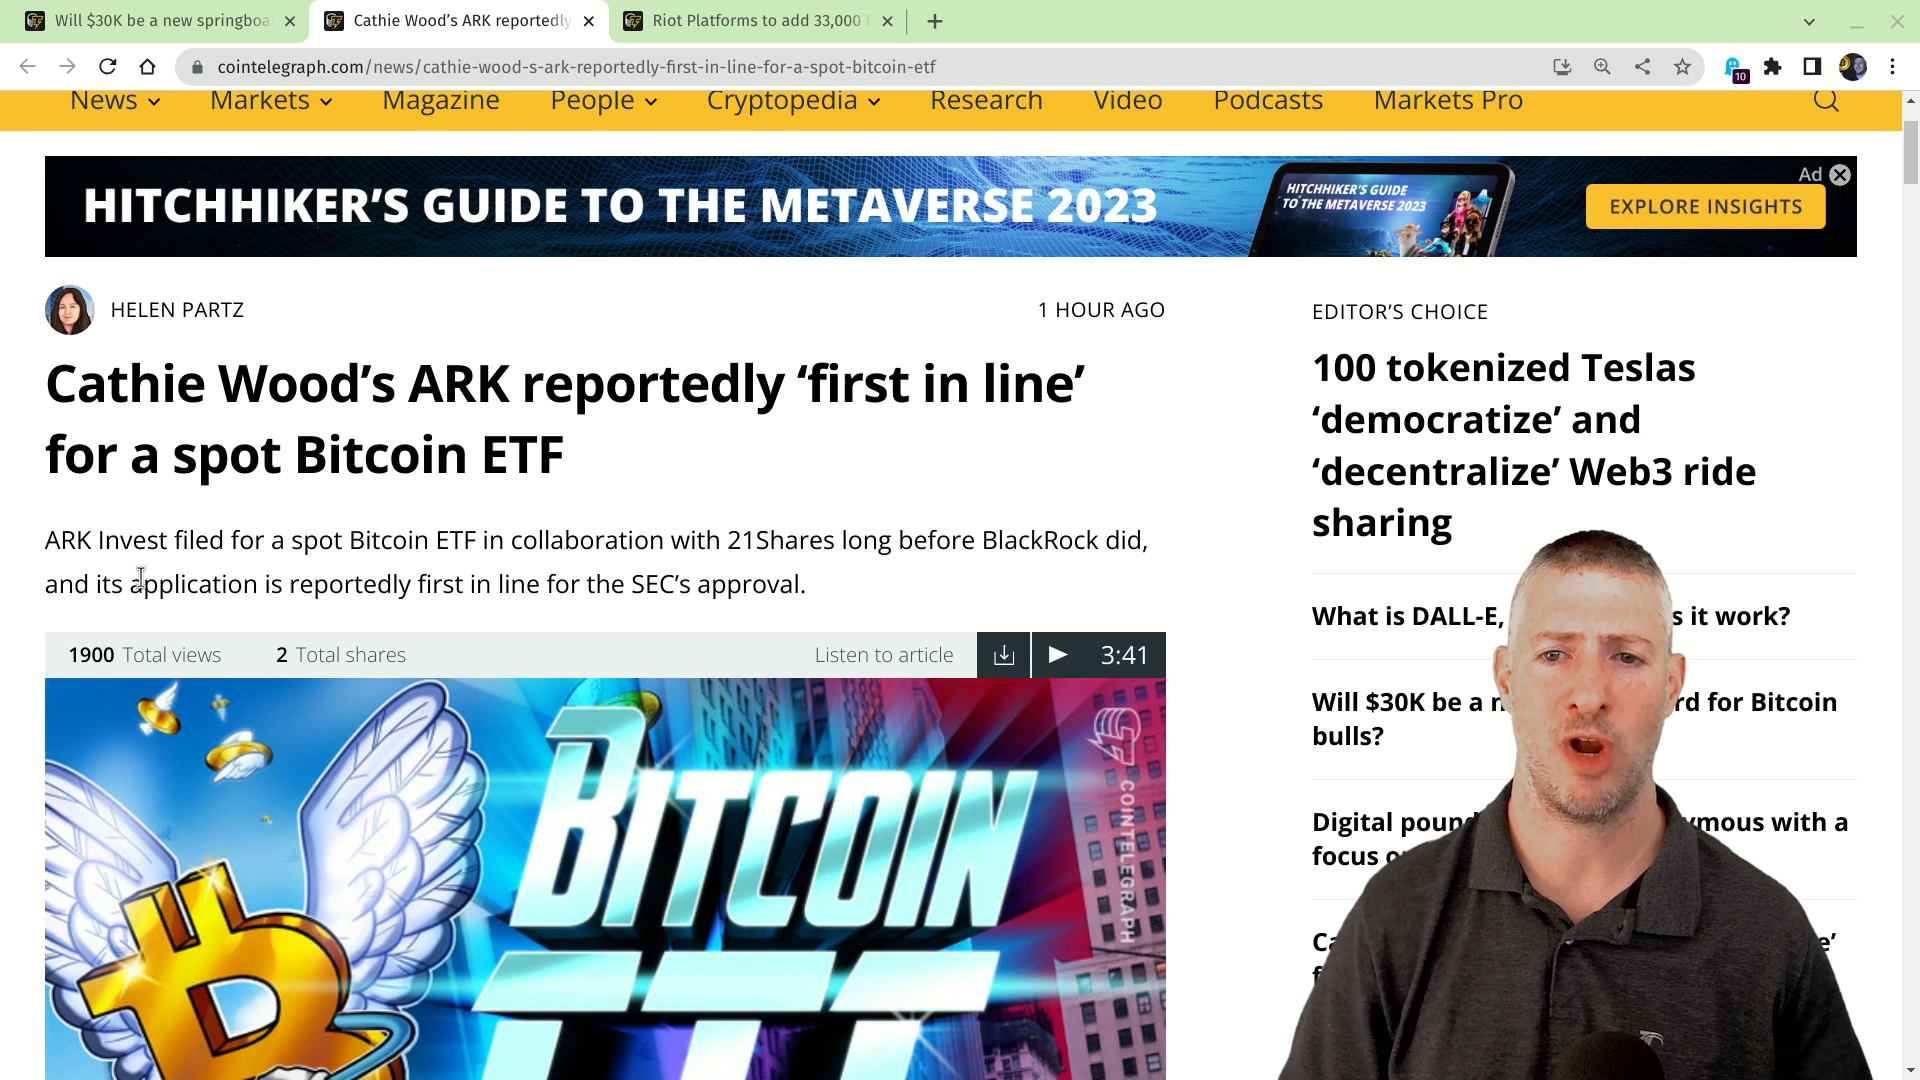 Will $30K be a new springboa
Cathie Wood’s ARK reportedly
Riot Platforms to add 33,000
cointelegraph.com/news/cathie-wood-s-ark-reportedly-first-in-line-for-a-spot-bitcoin-etf
10
News
Markets
Magazine
People
Cryptopedia
Research
Video
Podcasts
Markets Pro
HITCHHIKER’S GUIDE TO THE METAVERSE 2023
HITCHHIKER’S GUIDE
TO THE METAVERSE 2023
Ad
EXPLORE INSIGHTS
HELEN PARTZ
1 HOUR AGO
Cathie Wood’s ARK reportedly ‘first in line’
for a spot Bitcoin ETF
ARK Invest filed for a spot Bitcoin ETF in collaboration with 21Shares long before BlackRock did,
and its application is reportedly first in line for the SEC’s approval.
1900 Total views
2 Total shares
Listen to article
3:41
BITCOIN
ETF
COINTELEGRAPH
EDITOR’S CHOICE
100 tokenized Teslas
‘democratize’ and
‘decentralize’ Web3 ride
sharing
What is DALL-E, s it work?
Will $30K be a n rd for Bitcoin
bulls?
Digital pound ymous with a
focus o
Ca e’
f